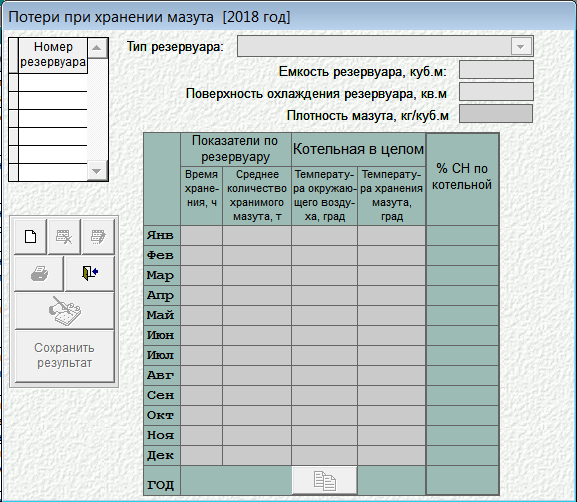 Потери при хранении мазута [2018 год]
Номер
резервуара
Тип резервуара:
Емкость резервуара, куб.м:
Поверхность охлаждения резервуара, кв.м
Плотность мазута, кг/куб.м
Показатели по
резервуару
Котельная в целом
% СН по
котельной
Время
хране-
ния, ч
Среднее
количество
хранимого
мазута, т
Температу-
ра окружаю-
щего возду-
ха, град
Температу-
ра хранения
мазута,
град
Янв
Фев
Мар
Апр
Май
Июн
Июл
Авг
Сен
Окт
Ноя
Дек
ГОД
Сохранить
результат